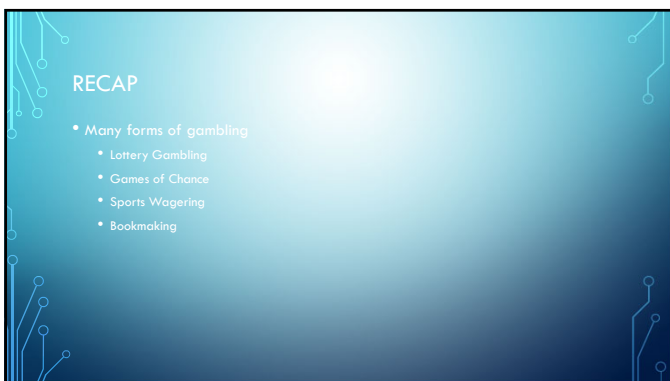 RECAP
• Many forms of gambling
• Lottery Gambling
• Games of Chance
• Sports Wagering
• Bookmaking